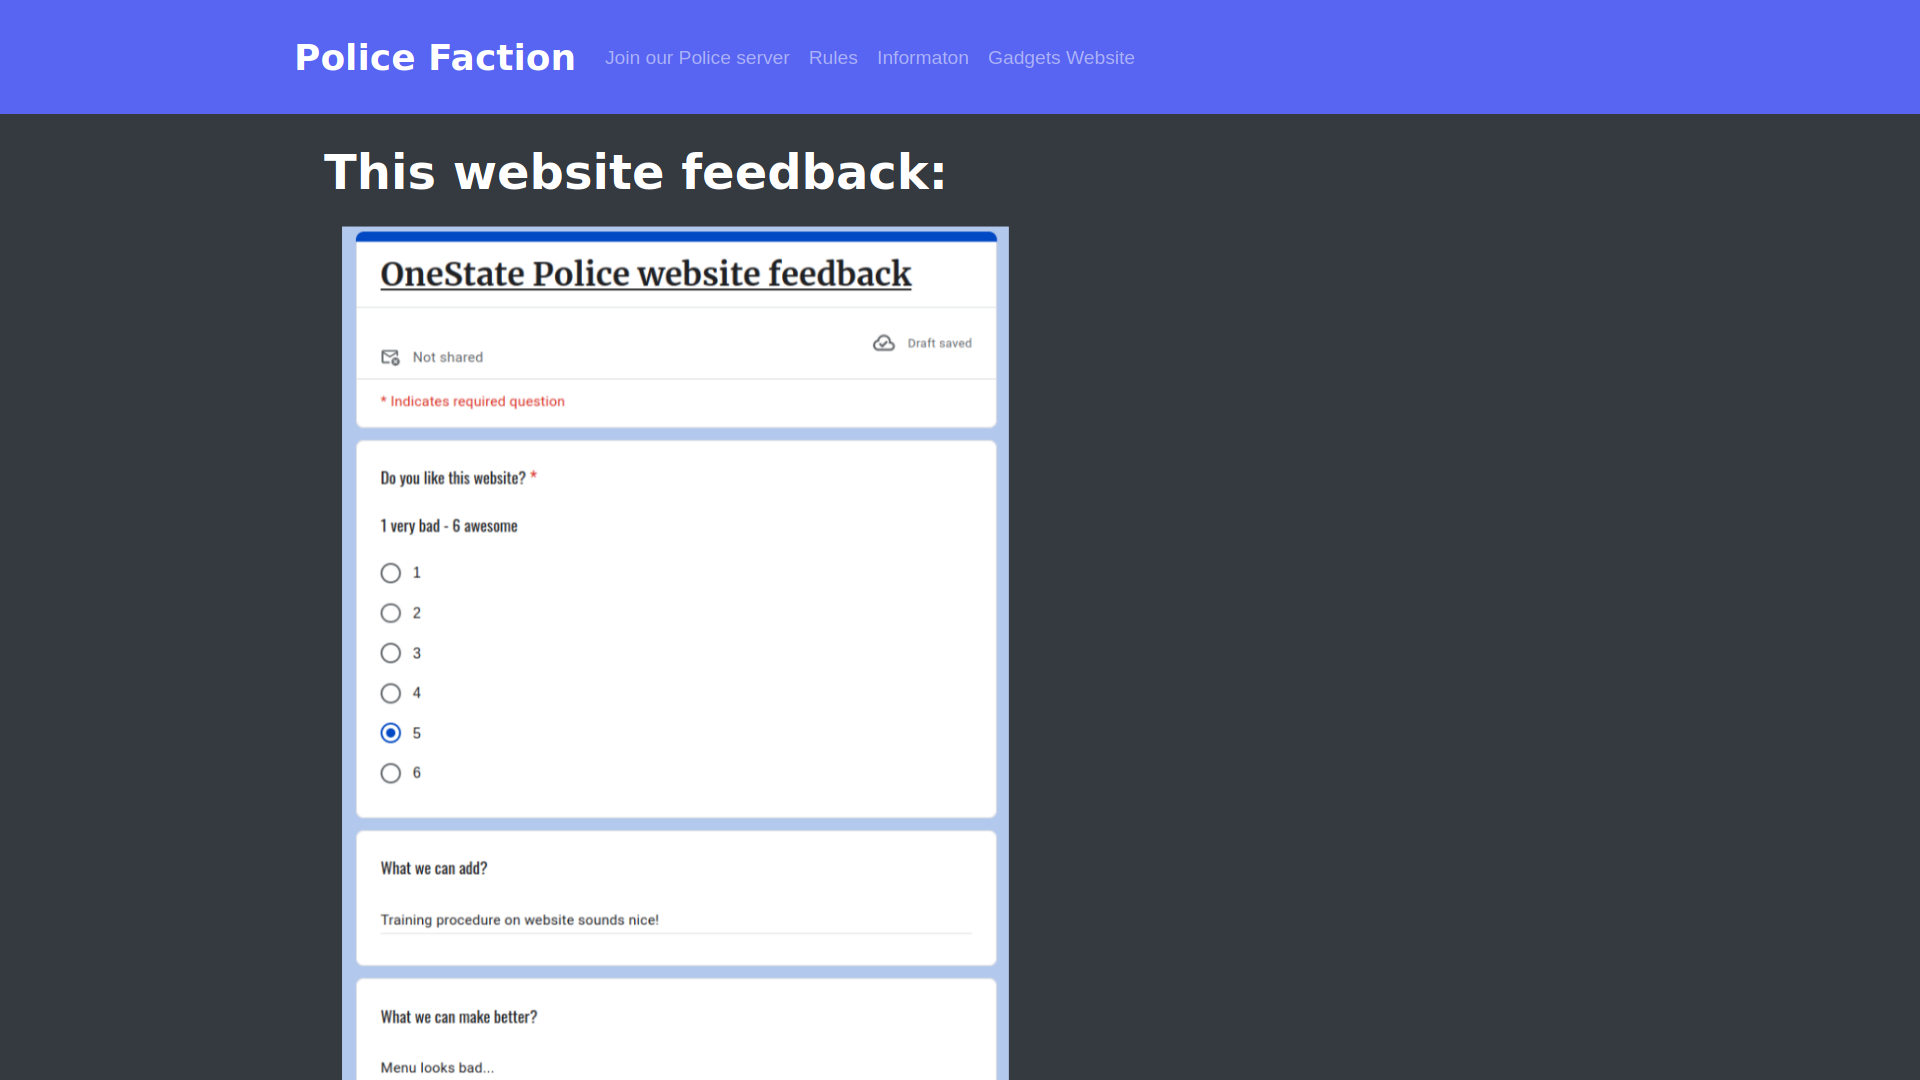 Police Faction Join our Police server Rules Informaton Gadgets Website
This website feedback:
OneState Police website feedback
Draft saved
Not shared
* Indicates required question
Do you like this website? *
1 very bad - 6 awesome
1
2
3
4
5
6
What we can add?
Training procedure on website sounds nice!
What we can make better?
Menu looks bad...